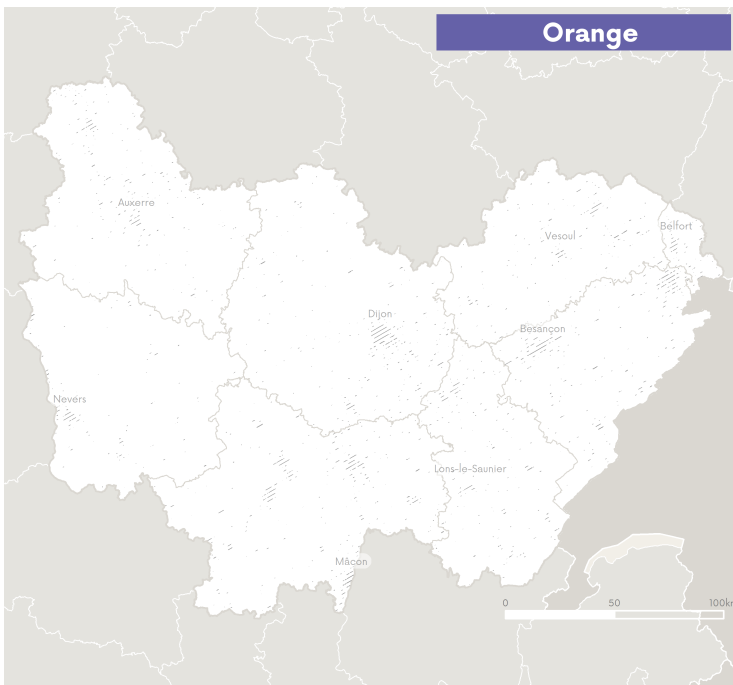 Orange
Auxerre
Belfort
Vesoul
Dijon
Besançon
Nevers
Lons-le-Saunier
Mâcon
0 50 100km